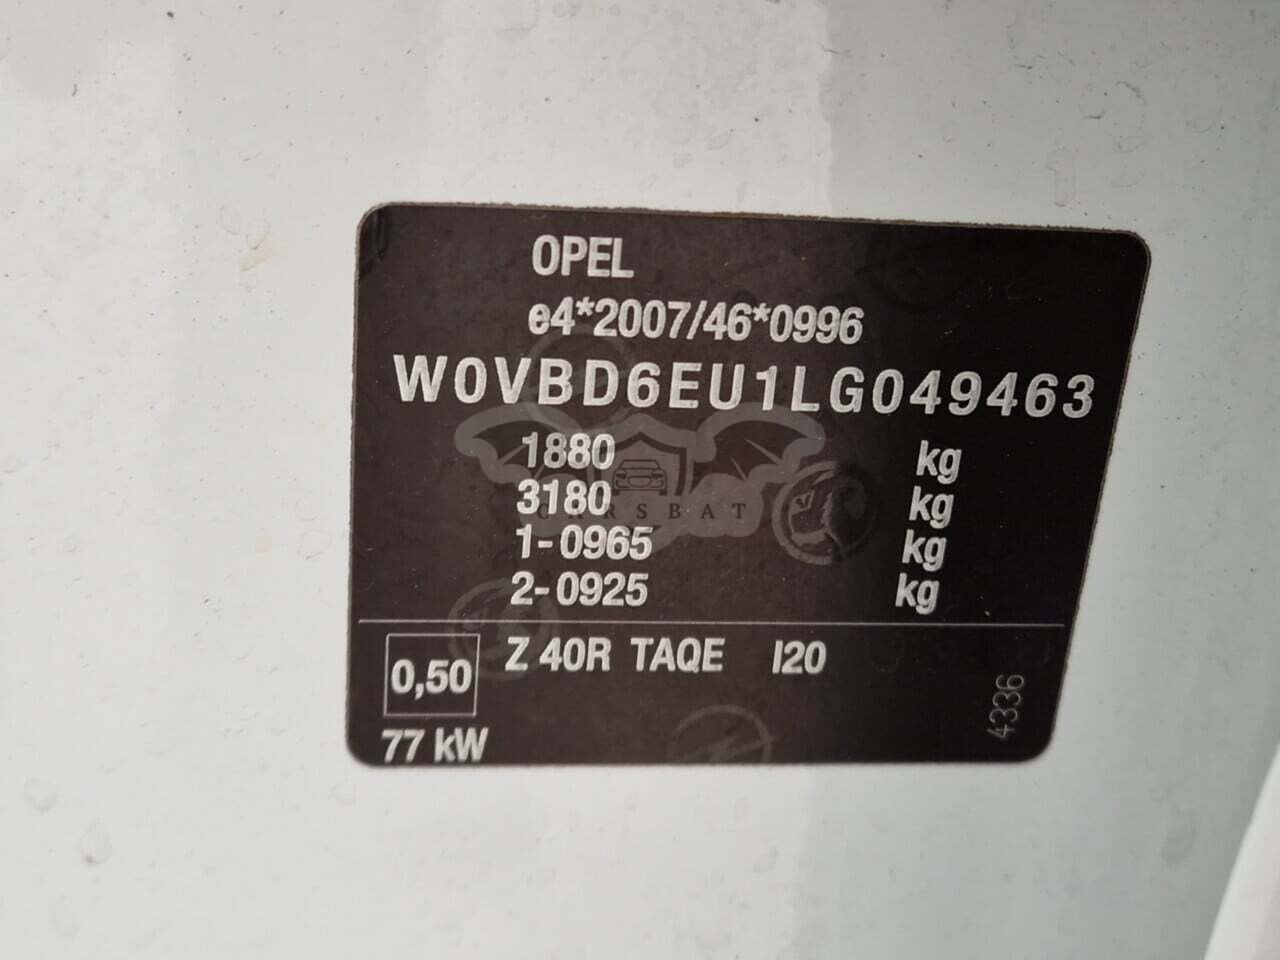 OPEL
e4*2007/46*0996
W0VBD6EU1LG049463
1880 kg
3180 kg
CARSBAT
1-0965 kg
2-0925 kg
0,50 Z 40R TAQE I20
77 kW
4336